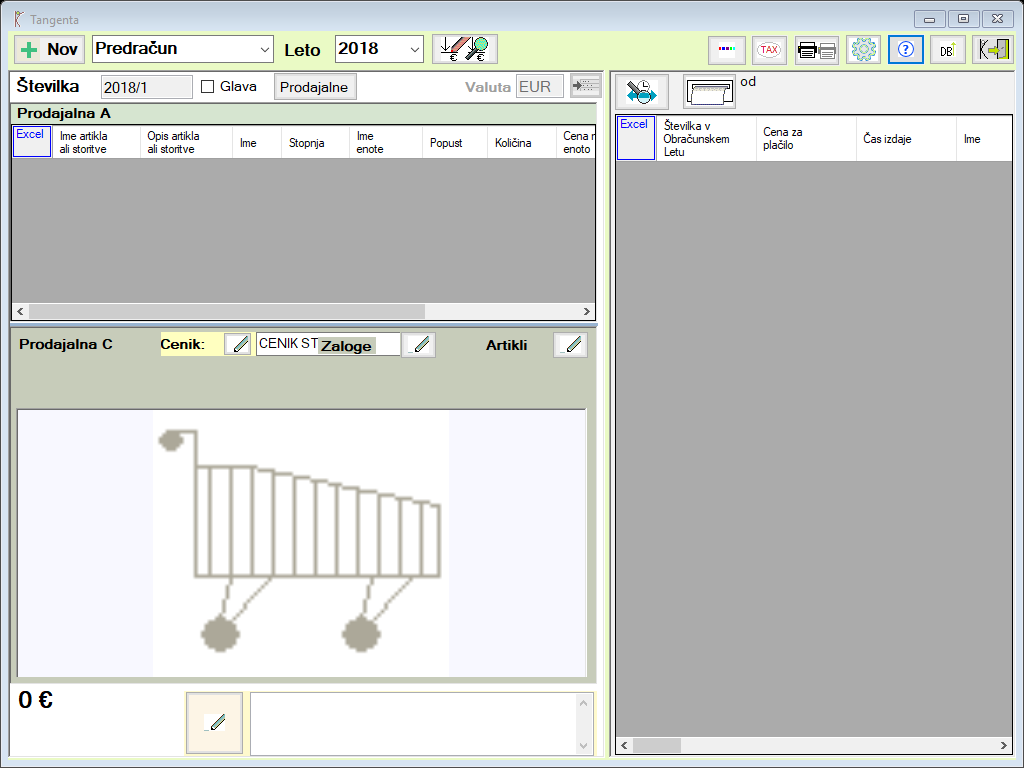 Tangenta
Nov
Predračun
Leto
2018
TAX
?
DB
Številka
2018/1
Glava
Prodajalne
Valuta
EUR
od
Prodajalna A
Excel
Ime artikla
ali storitve
Opis artikla
ali storitve
Ime
Stopnja
Ime
enote
Popust
Količina
Cena
enoto
Excel
Številka v
Obračunskem
Letu
Cena za
plačilo
Čas izdaje
Ime
Prodajalna C
Cenik:
CENIK ST
Zaloge
Artikli
0 €